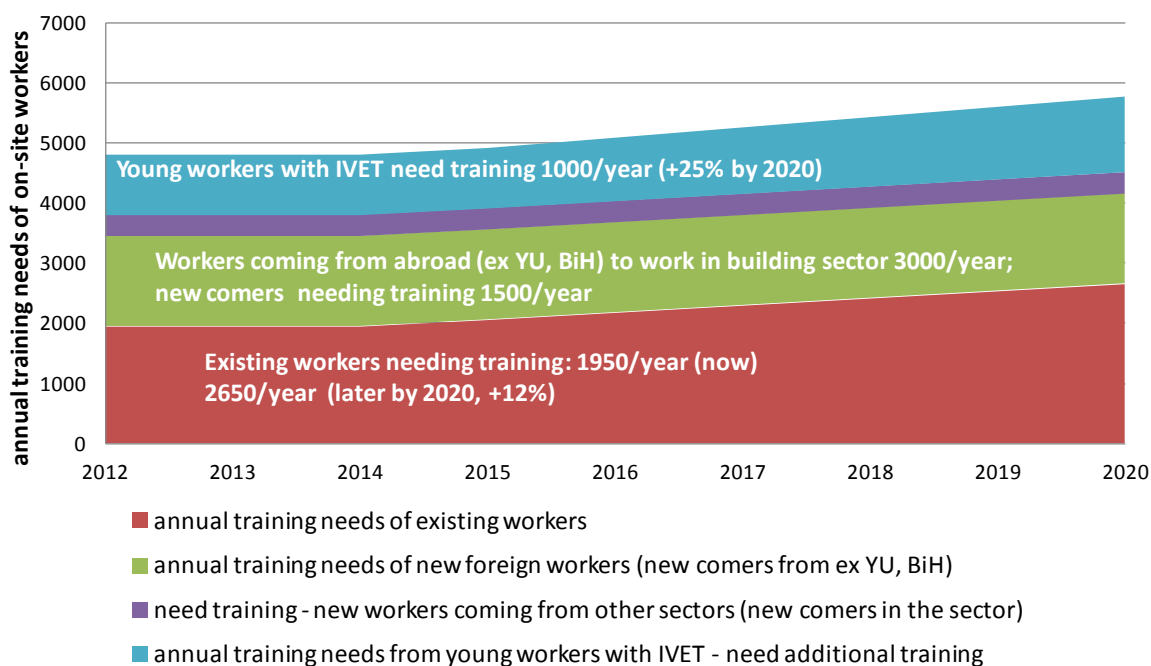 annual training needs of on-site workers
7000
6000
5000
4000
3000
2000
1000
0
Young workers with IVET need training 1000/year (+25% by 2020)
Workers coming from abroad (ex YU, BiH) to work in building sector 3000/year;
new comers needing training 1500/year
Existing workers needing training: 1950/year (now)
2650/year (later by 2020, +12%)
2012 2013 2014 2015 2016 2017 2018 2019 2020
annual training needs of existing workers
annual training needs of new foreign workers (new comers from ex YU, BiH)
need training - new workers coming from other sectors (new comers in the sector)
annual training needs from young workers with IVET - need additional training